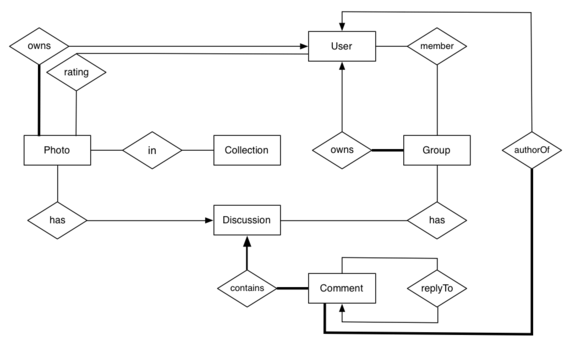 owns
User
member
rating
Photo
in
Collection
owns
Group
authorOf
has
Discussion
has
contains
Comment
replyTo